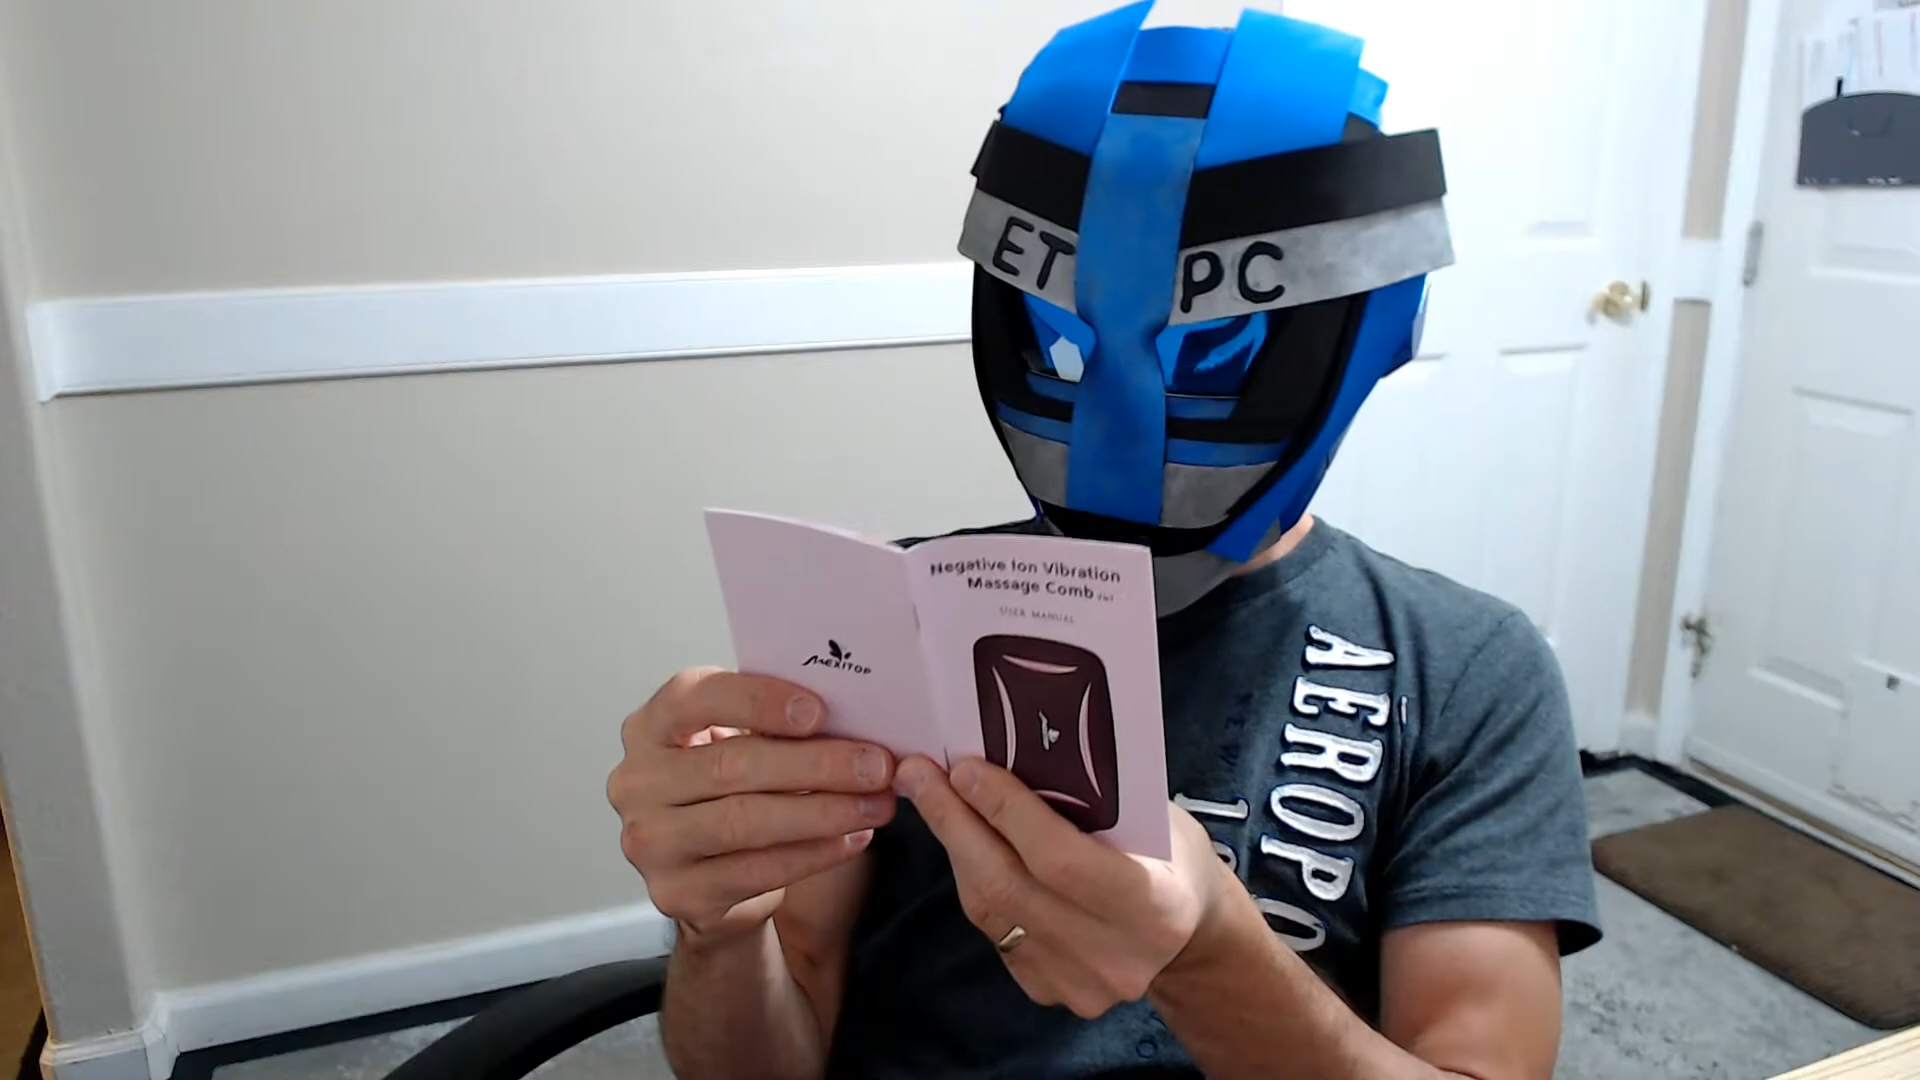 ET PC
Negative Ion Vibration
Massage Comb
USER MANUAL
MEXITOP
AEROPO